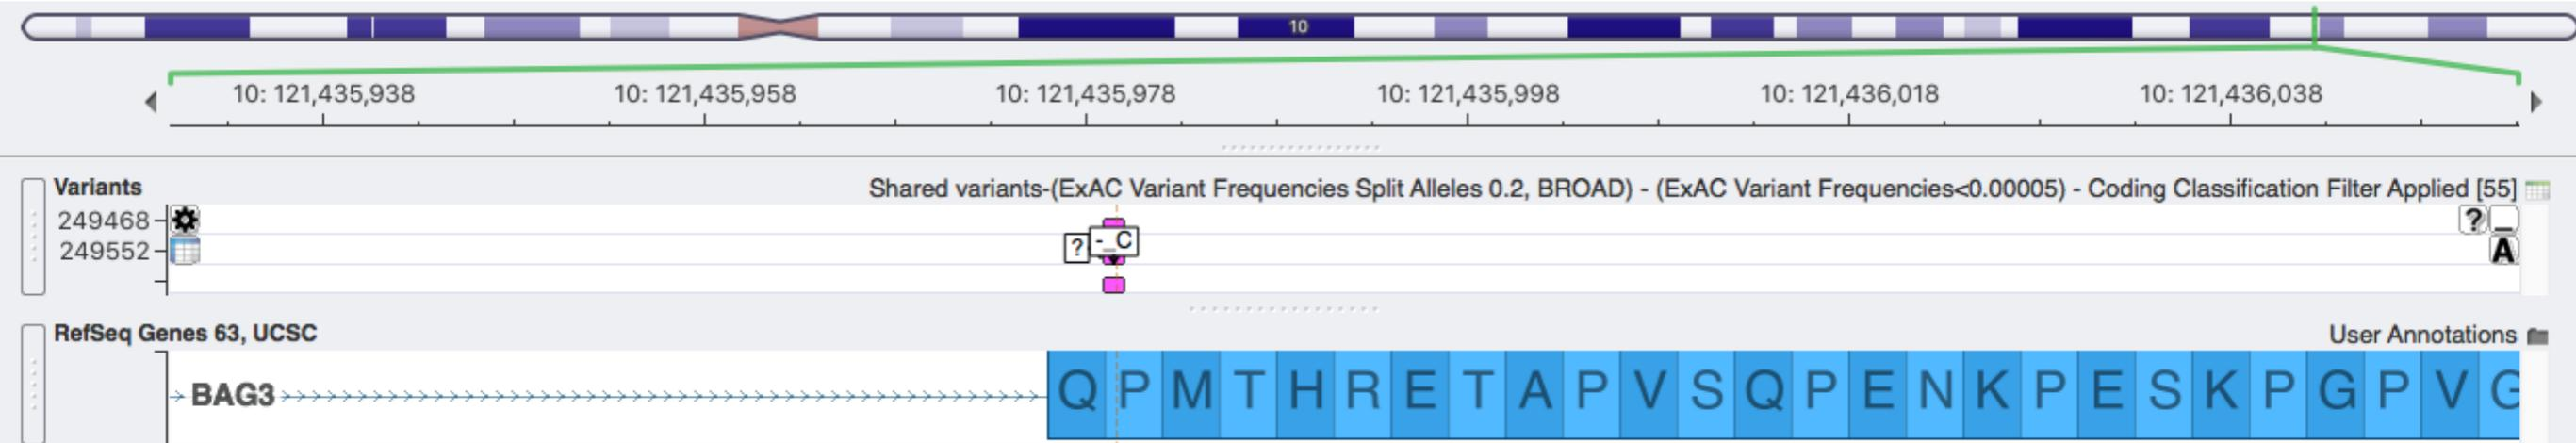 10
10: 121,435,938 10: 121,435,958 10: 121,435,978 10: 121,435,998 10: 121,436,018 10: 121,436,038
Variants Shared variants-(ExAC Variant Frequencies Split Alleles 0.2, BROAD) - (ExAC Variant Frequencies<0.00005) - Coding Classification Filter Applied [55]
249468 ? _
249552 ? -_C A
RefSeq Genes 63, UCSC User Annotations
BAG3 Q P M T H R E T A P V S Q P E N K P E S K P G P V G